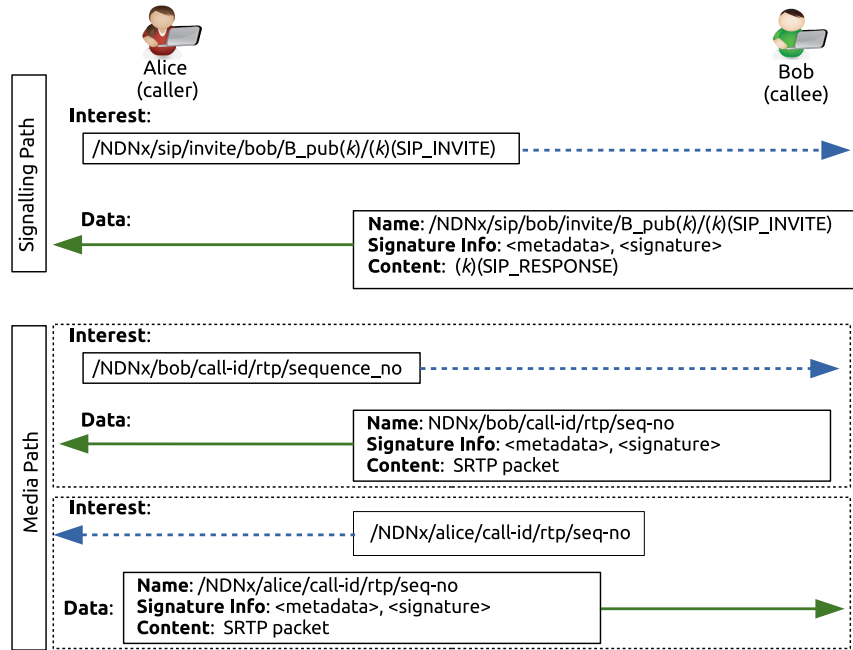 Alice
(caller)
Bob
(callee)
Signalling Path
Interest:
/NDNx/sip/invite/bob/B_pub(k)/(k)(SIP_INVITE)
Data:
Name: /NDNx/sip/bob/invite/B_pub(k)/(k)(SIP_INVITE)
Signature Info: <metadata>, <signature>
Content: (k)(SIP_RESPONSE)
Media Path
Interest:
/NDNx/bob/call-id/rtp/sequence_no
Data:
Name: NDNx/bob/call-id/rtp/seq-no
Signature Info: <metadata>, <signature>
Content: SRTP packet
Interest:
/NDNx/alice/call-id/rtp/seq-no
Data:
Name: /NDNx/alice/call-id/rtp/seq-no
Signature Info: <metadata>, <signature>
Content: SRTP packet